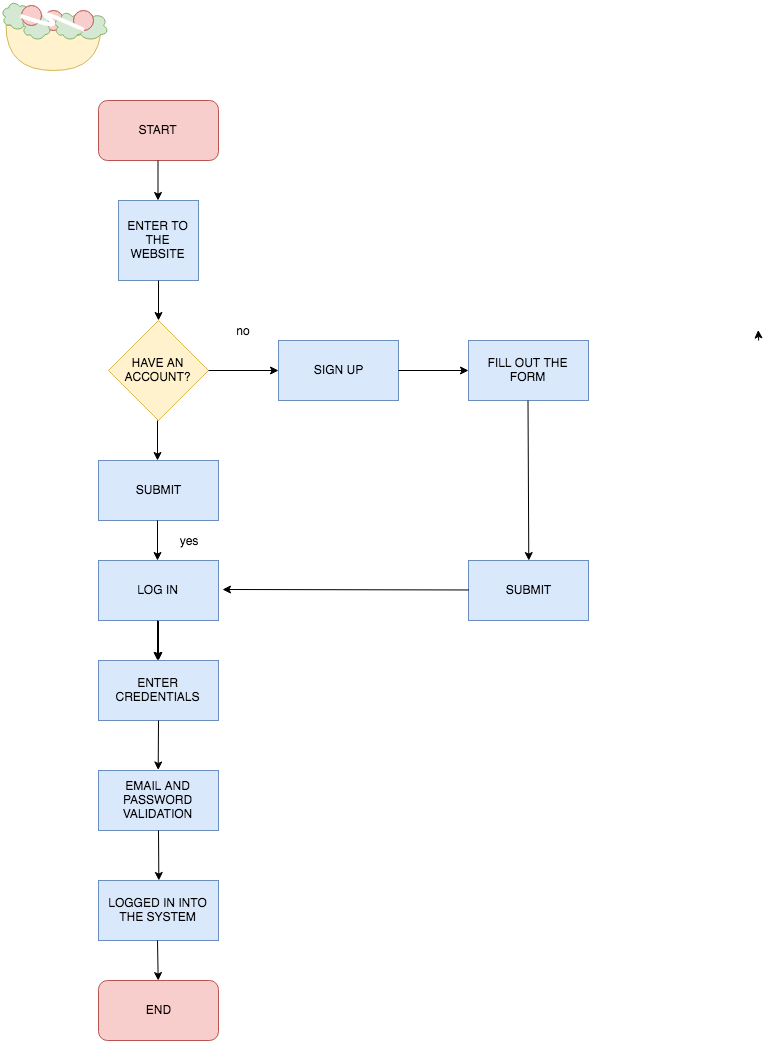 START
ENTER TO
THE
WEBSITE
no
HAVE AN
ACCOUNT?
SIGN UP
FILL OUT THE
FORM
SUBMIT
yes
LOG IN
SUBMIT
ENTER
CREDENTIALS
EMAIL AND
PASSWORD
VALIDATION
LOGGED IN INTO
THE SYSTEM
END